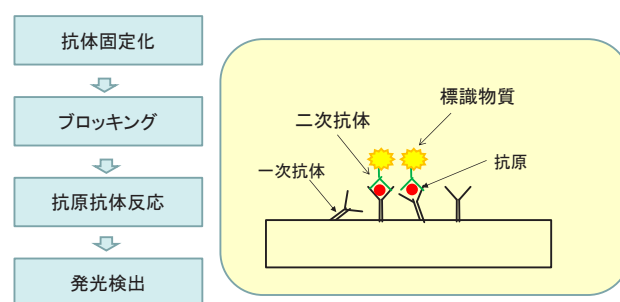 抗体固定化
ブロッキング
抗原抗体反応
発光検出
標識物質
二次抗体
抗原
一次抗体